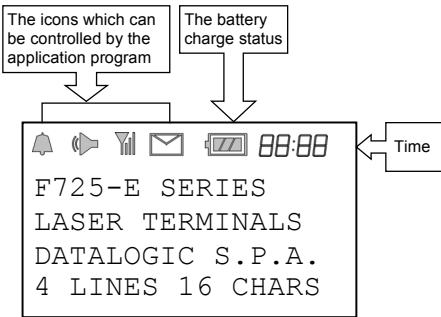 The icons which can
be controlled by the
application program
The battery
charge status
88:88
Time
F725-E SERIES
LASER TERMINALS
DATALOGIC S.P.A.
4 LINES 16 CHARS